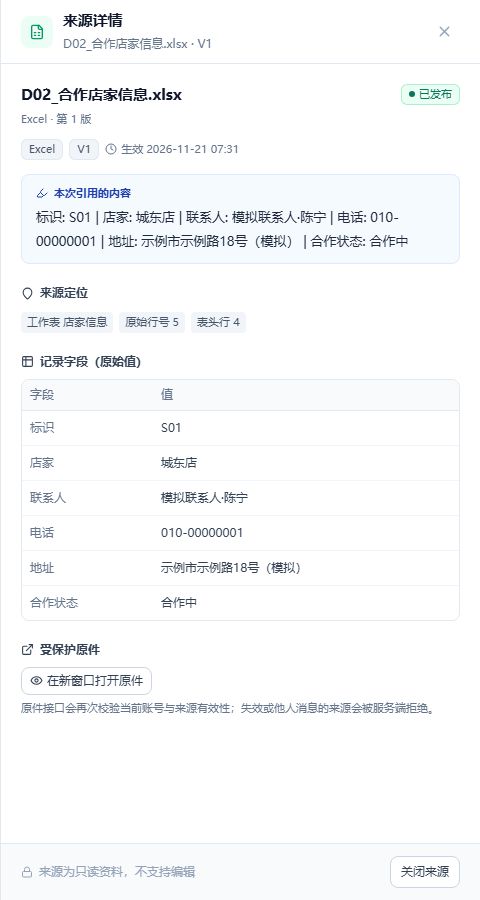 来源详情
D02_合作店家信息.xlsx · V1
D02_合作店家信息.xlsx
已发布
Excel · 第 1 版
Excel V1 生效 2026-11-21 07:31
本次引用的内容
标识: S01 | 店家: 城东店 | 联系人: 模拟联系人·陈宁 | 电话: 010-
00000001 | 地址: 示例市示例路18号（模拟） | 合作状态: 合作中
来源定位
工作表 店家信息 原始行号 5 表头行 4
记录字段（原始值）
字段 值
标识 S01
店家 城东店
联系人 模拟联系人·陈宁
电话 010-00000001
地址 示例市示例路18号（模拟）
合作状态 合作中
受保护原件
在新窗口打开原件
原件接口会再次校验当前账号与来源有效性；失效或他人消息的来源会被服务端拒绝。
来源为只读资料，不支持编辑
关闭来源